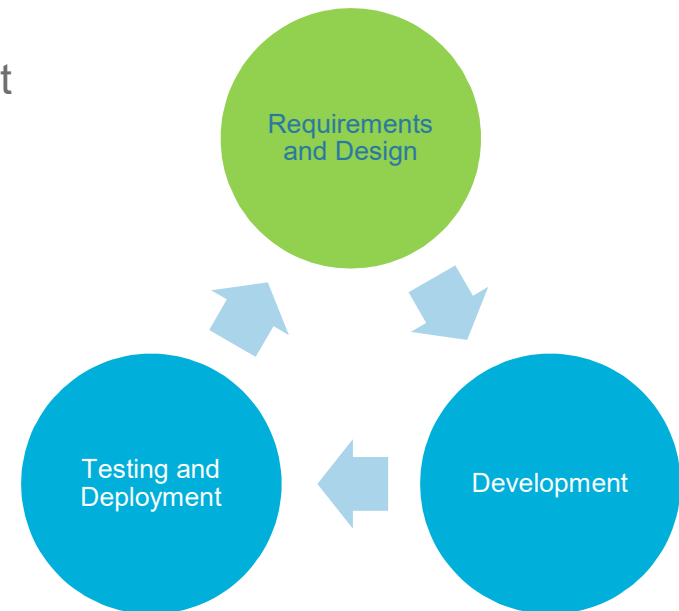 t
Requirements
and Design
Testing and
Deployment
Development